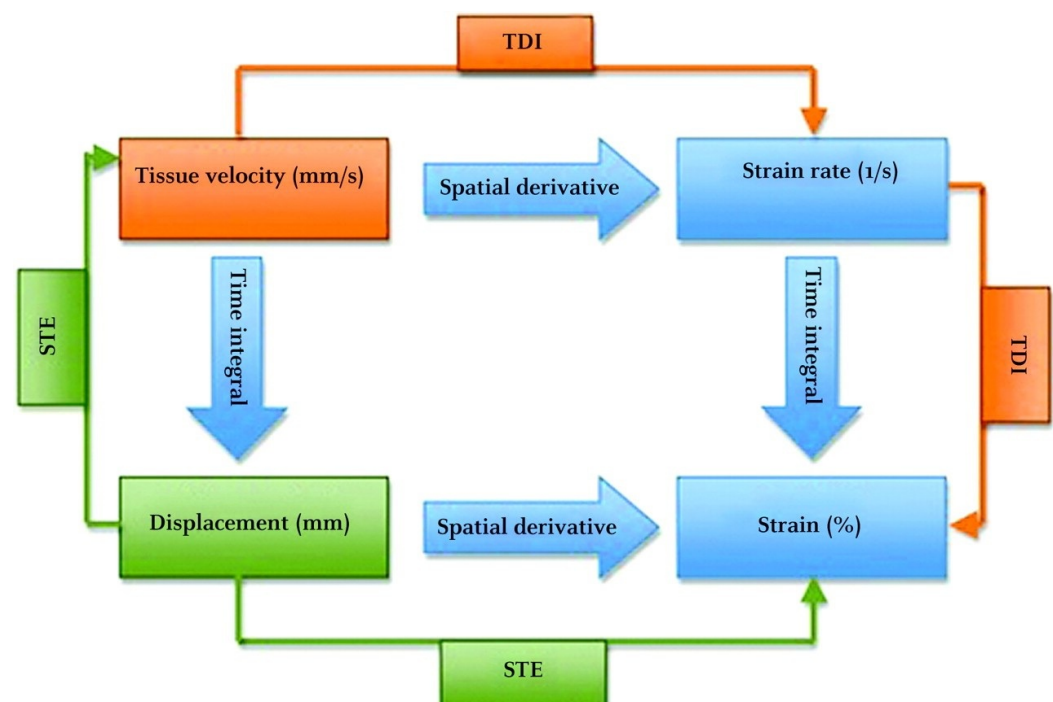 TDI
Tissue velocity (mm/s)
Spatial derivative
Strain rate (1/s)
STE
Time integral
Time integral
TDI
Displacement (mm)
Spatial derivative
Strain (%)
STE